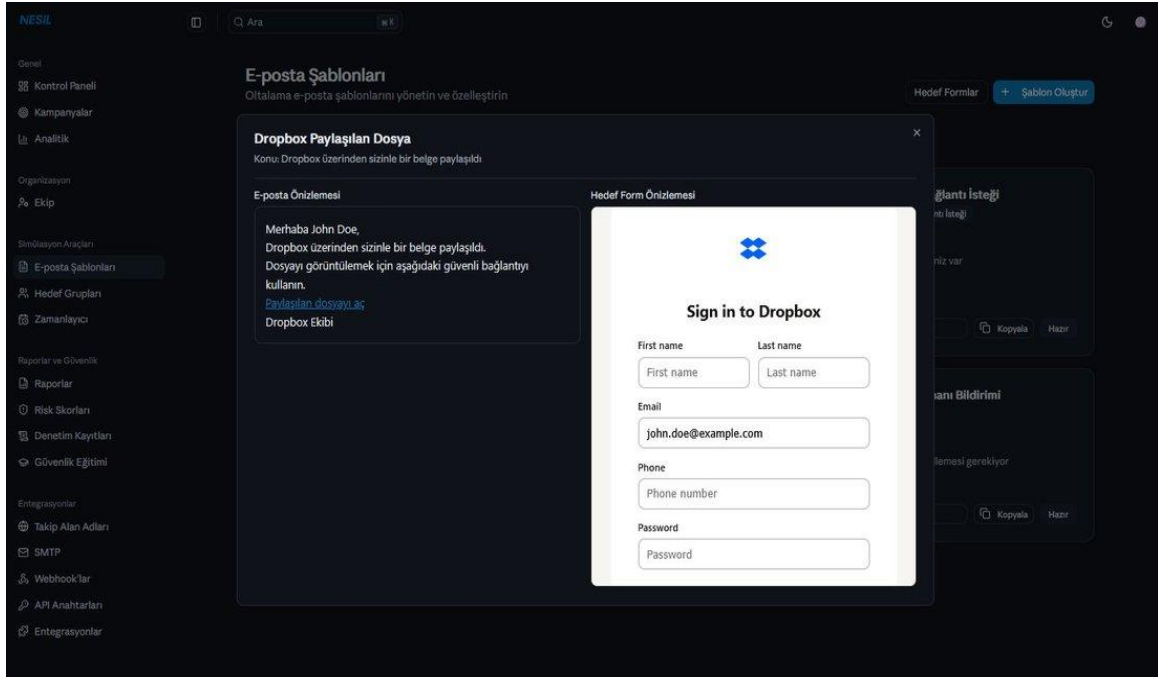 NESIL
Ara
⌘ K
Genel
Kontrol Paneli
Kampanyalar
Analitik
Organizasyon
Ekip
Simülasyon Araçları
E-posta Şablonları
Hedef Grupları
Zamanlayıcı
Raporlar ve Güvenlik
Raporlar
Risk Skorları
Denetim Kayıtları
Güvenlik Eğitimi
Entegrasyonlar
Takip Alan Adları
SMTP
Webhook'lar
API Anahtarları
Entegrasyonlar
E-posta Şablonları
Oltalama e-posta şablonlarını yönetin ve özelleştirin
Hedef Formlar
+ Şablon Oluştur
Dropbox Paylaşılan Dosya
Konu: Dropbox üzerinden sizinle bir belge paylaşıldı
E-posta Önizlemesi
Merhaba John Doe,
Dropbox üzerinden sizinle bir belge paylaşıldı.
Dosyayı görüntülemek için aşağıdaki güvenli bağlantıyı
kullanın.
Paylaşılan dosyayı aç
Dropbox Ekibi
Hedef Form Önizlemesi
Sign in to Dropbox
First name Last name
First name Last name
Email
john.doe@example.com
Phone
Phone number
Password
Password
ğlantı İsteği
ntı İsteği
niz var
Kopyala Hazır
anı Bildirimi
lemesi gerekiyor
Kopyala Hazır